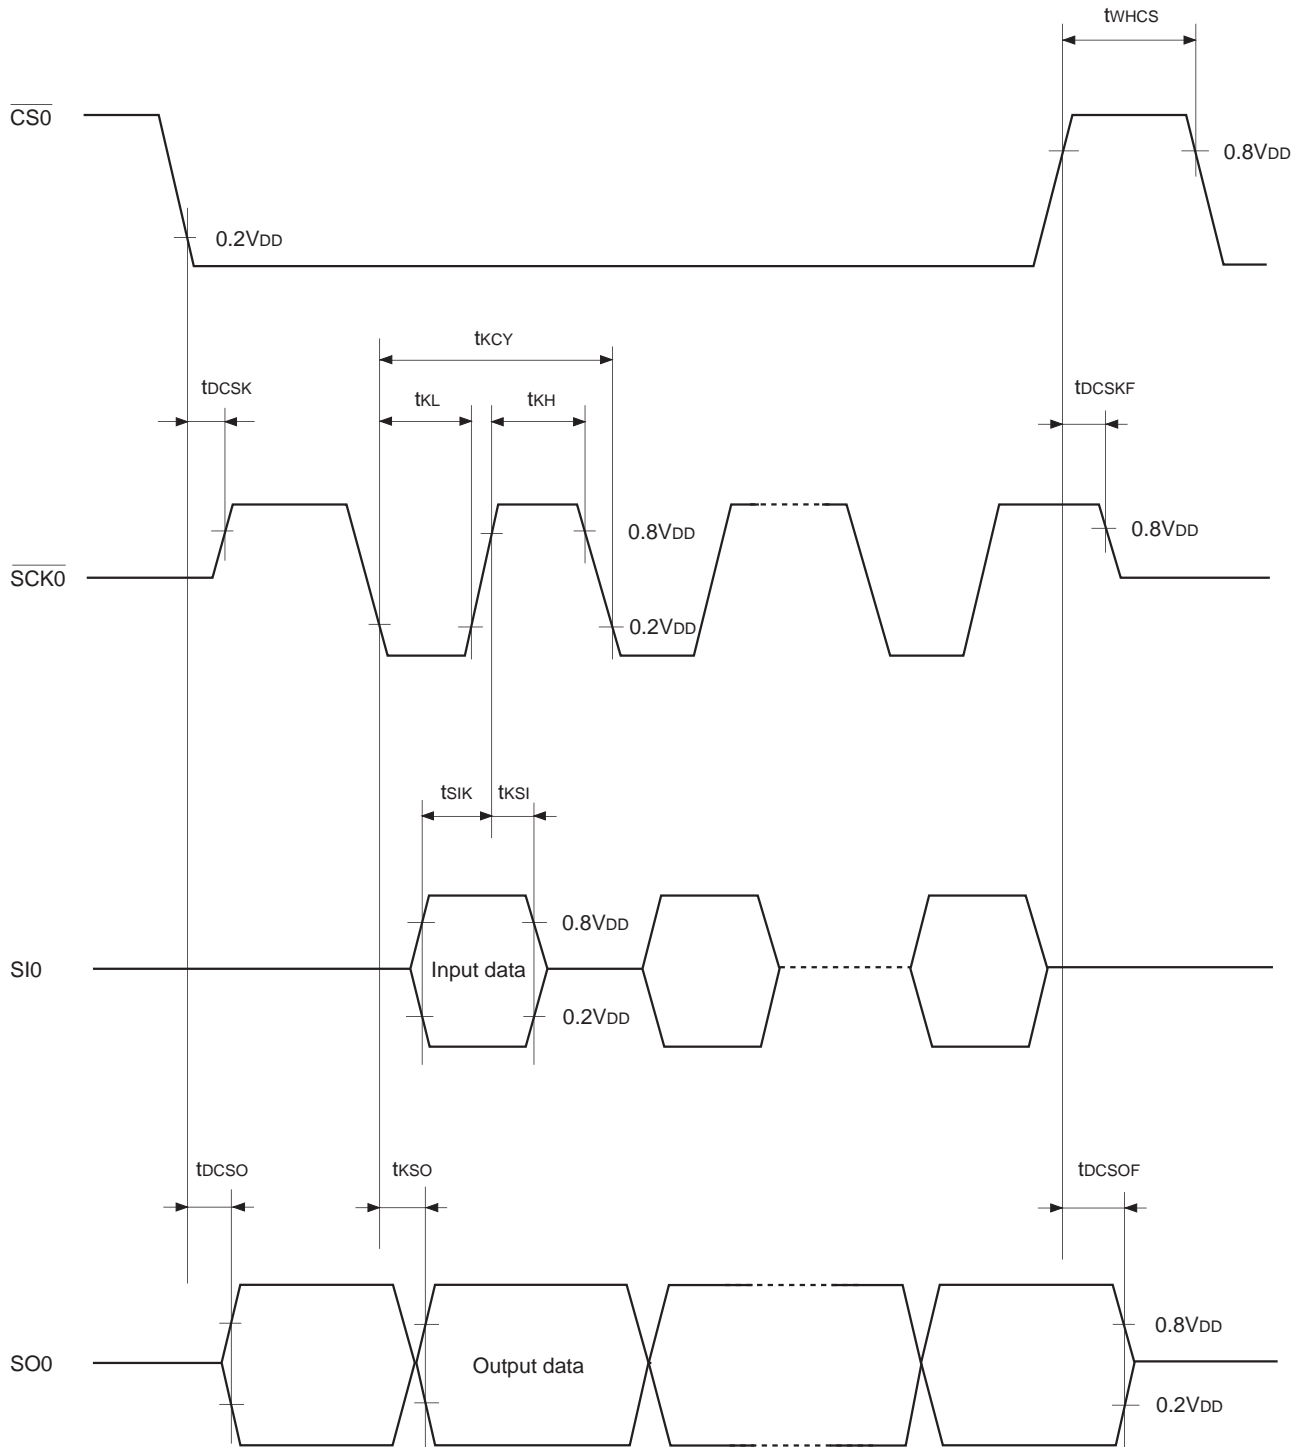 tWHCS
CS0
0.8VDD
0.2VDD
tKCY
tDCSK
tKL
tKH
tDCSKF
0.8VDD
0.8VDD
SCK0
0.2VDD
tSIK
tKSI
0.8VDD
SI0
Input data
0.2VDD
tDCSO
tKSO
tDCSOF
0.8VDD
SO0
Output data
0.2VDD